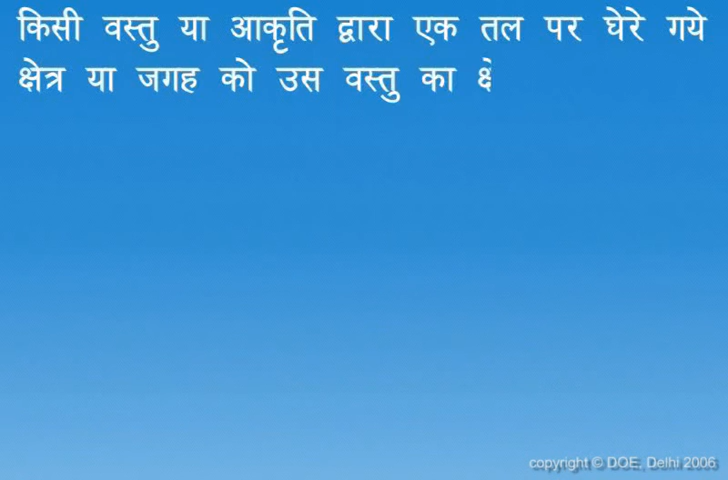 किसी वस्तु या आकृति द्वारा एक तल पर घेरे गये
क्षेत्र या जगह को उस वस्तु का क्षे
copyright © DOE, Delhi 2006